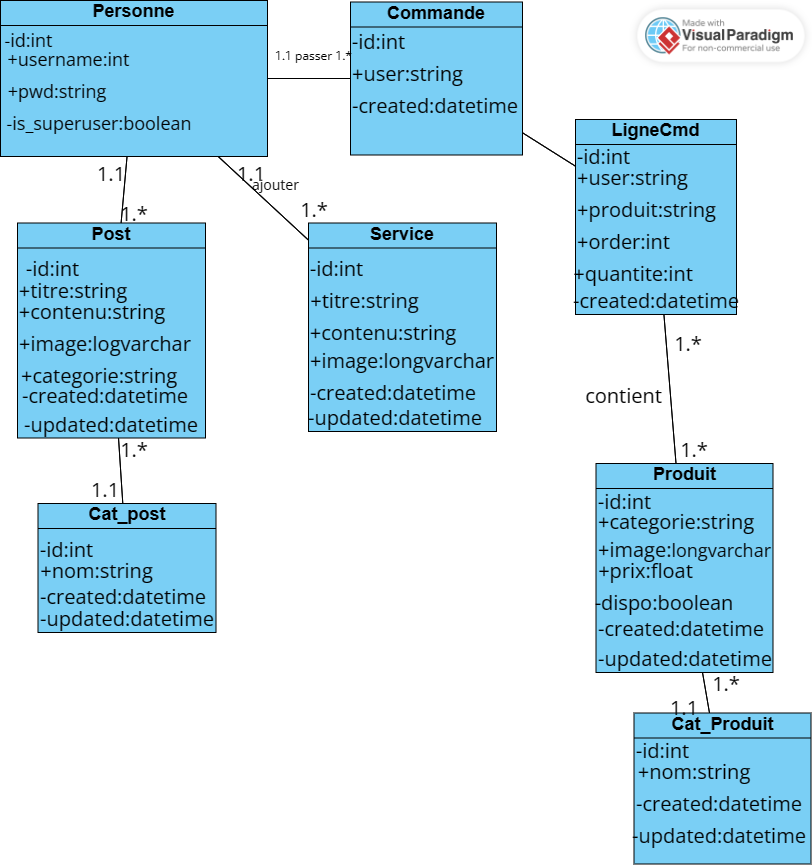 Personne
-id:int
+username:int
+pwd:string
-is_superuser:boolean
1.1 passer 1.*
Commande
-id:int
+user:string
-created:datetime
Made with
VisualParadigm
For non-commercial use
LigneCmd
-id:int
+user:string
+produit:string
+order:int
+quantite:int
-created:datetime
1.1
1.*
1.1
ajouter
1.*
Post
-id:int
+titre:string
+contenu:string
+image:logvarchar
+categorie:string
-created:datetime
-updated:datetime
Service
-id:int
+titre:string
+contenu:string
+image:longvarchar
-created:datetime
-updated:datetime
1.*
contient
1.*
1.*
1.1
Cat_post
-id:int
+nom:string
-created:datetime
-updated:datetime
Produit
-id:int
+categorie:string
+image:longvarchar
+prix:float
-dispo:boolean
-created:datetime
-updated:datetime
1.*
1.1
Cat_Produit
-id:int
+nom:string
-created:datetime
-updated:datetime